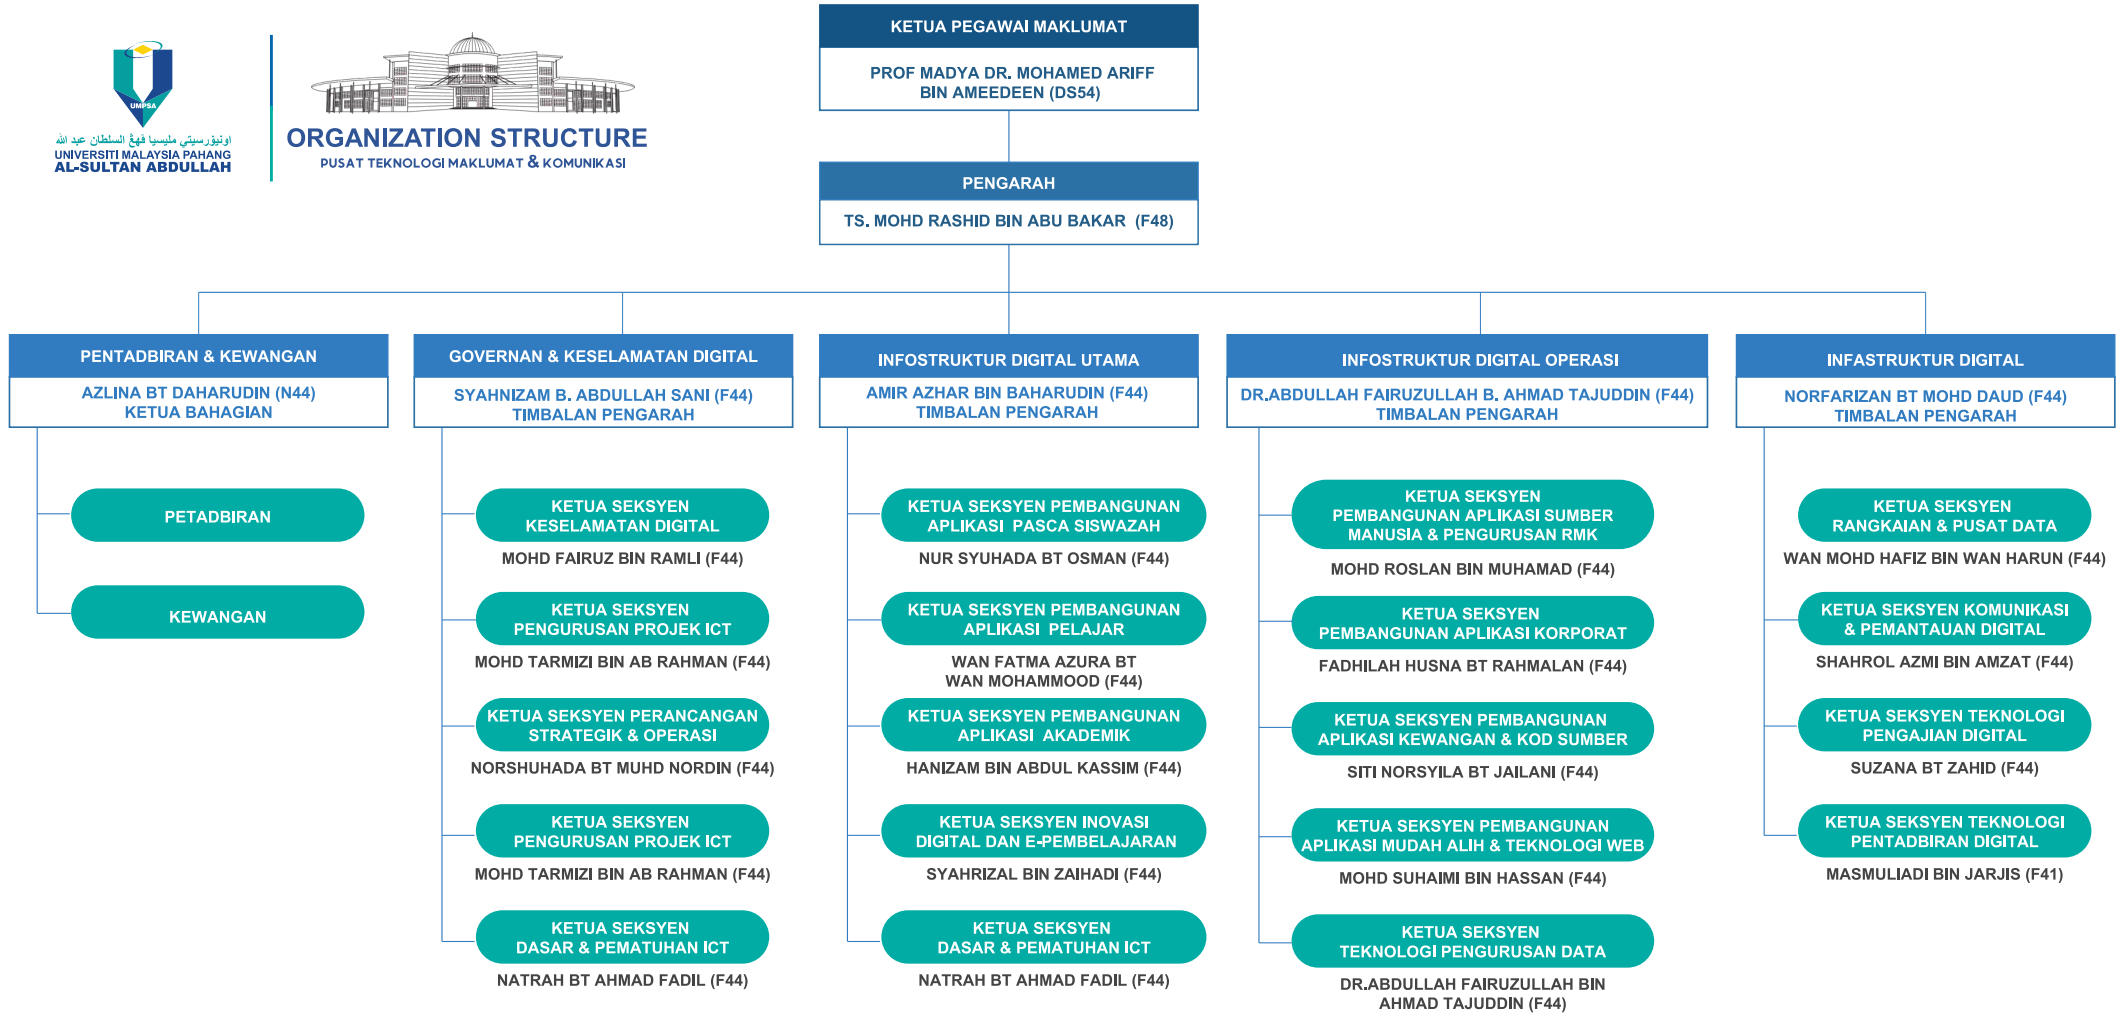 UMPSA
اونيۏرسيتي مليسيا ڤهڠ السلطان عبد الله
UNIVERSITI MALAYSIA PAHANG
AL-SULTAN ABDULLAH
ORGANIZATION STRUCTURE
PUSAT TEKNOLOGI MAKLUMAT & KOMUNIKASI
KETUA PEGAWAI MAKLUMAT
PROF MADYA DR. MOHAMED ARIFF
BIN AMEEDEEN (DS54)
PENGARAH
TS. MOHD RASHID BIN ABU BAKAR (F48)
PENTADBIRAN & KEWANGAN
AZLINA BT DAHARUDIN (N44)
KETUA BAHAGIAN
PETADBIRAN
KEWANGAN
GOVERNAN & KESELAMATAN DIGITAL
SYAHNIZAM B. ABDULLAH SANI (F44)
TIMBALAN PENGARAH
KETUA SEKSYEN
KESELAMATAN DIGITAL
MOHD FAIRUZ BIN RAMLI (F44)
KETUA SEKSYEN
PENGURUSAN PROJEK ICT
MOHD TARMIZI BIN AB RAHMAN (F44)
KETUA SEKSYEN PERANCANGAN
STRATEGIK & OPERASI
NORSHUHADA BT MUHD NORDIN (F44)
KETUA SEKSYEN
PENGURUSAN PROJEK ICT
MOHD TARMIZI BIN AB RAHMAN (F44)
KETUA SEKSYEN
DASAR & PEMATUHAN ICT
NATRAH BT AHMAD FADIL (F44)
INFOSTRUKTUR DIGITAL UTAMA
AMIR AZHAR BIN BAHARUDIN (F44)
TIMBALAN PENGARAH
KETUA SEKSYEN PEMBANGUNAN
APLIKASI PASCA SISWAZAH
NUR SYUHADA BT OSMAN (F44)
KETUA SEKSYEN PEMBANGUNAN
APLIKASI PELAJAR
WAN FATMA AZURA BT
WAN MOHAMMOOD (F44)
KETUA SEKSYEN PEMBANGUNAN
APLIKASI AKADEMIK
HANIZAM BIN ABDUL KASSIM (F44)
KETUA SEKSYEN INOVASI
DIGITAL DAN E-PEMBELAJARAN
SYAHRIZAL BIN ZAIHADI (F44)
KETUA SEKSYEN
DASAR & PEMATUHAN ICT
NATRAH BT AHMAD FADIL (F44)
INFOSTRUKTUR DIGITAL OPERASI
DR.ABDULLAH FAIRUZULLAH B. AHMAD TAJUDDIN (F44)
TIMBALAN PENGARAH
KETUA SEKSYEN
PEMBANGUNAN APLIKASI SUMBER
MANUSIA & PENGURUSAN RMK
MOHD ROSLAN BIN MUHAMAD (F44)
KETUA SEKSYEN
PEMBANGUNAN APLIKASI KORPORAT
FADHILAH HUSNA BT RAHMALAN (F44)
KETUA SEKSYEN PEMBANGUNAN
APLIKASI KEWANGAN & KOD SUMBER
SITI NORSYILA BT JAILANI (F44)
KETUA SEKSYEN PEMBANGUNAN
APLIKASI MUDAH ALIH & TEKNOLOGI WEB
MOHD SUHAIMI BIN HASSAN (F44)
KETUA SEKSYEN
TEKNOLOGI PENGURUSAN DATA
DR.ABDULLAH FAIRUZULLAH BIN
AHMAD TAJUDDIN (F44)
INFASTRUKTUR DIGITAL
NORFARIZAN BT MOHD DAUD (F44)
TIMBALAN PENGARAH
KETUA SEKSYEN
RANGKAIAN & PUSAT DATA
WAN MOHD HAFIZ BIN WAN HARUN (F44)
KETUA SEKSYEN KOMUNIKASI
& PEMANTAUAN DIGITAL
SHAHROL AZMI BIN AMZAT (F44)
KETUA SEKSYEN TEKNOLOGI
PENGAJIAN DIGITAL
SUZANA BT ZAHID (F44)
KETUA SEKSYEN TEKNOLOGI
PENTADBIRAN DIGITAL
MASMULIADI BIN JARJIS (F41)